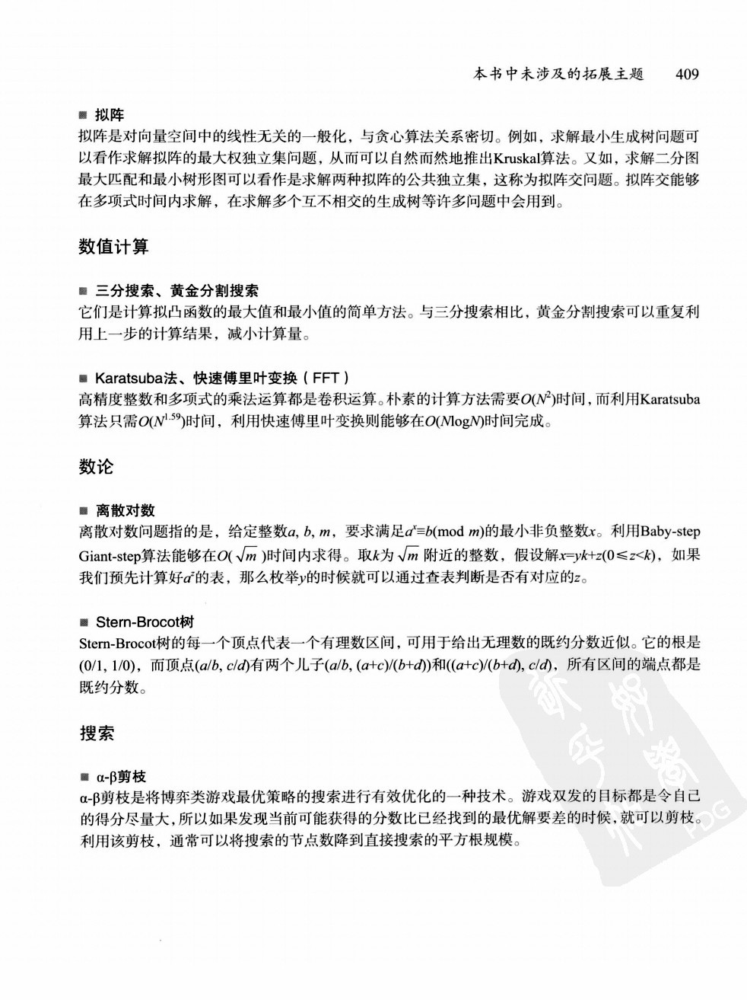 本书中未涉及的拓展主题 409
■ 拟阵
拟阵是对向量空间中的线性无关的一般化，与贪心算法关系密切。例如，求解最小生成树问题可
以看作求解拟阵的最大权独立集问题，从而可以自然而然地推出Kruskal算法。又如，求解二分图
最大匹配和最小树形图可以看作是求解两种拟阵的公共独立集，这称为拟阵交问题。拟阵交能够
在多项式时间内求解，在求解多个互不相交的生成树等许多问题中会用到。
数值计算
■ 三分搜索、黄金分割搜索
它们是计算拟凸函数的最大值和最小值的简单方法。与三分搜索相比，黄金分割搜索可以重复利
用上一步的计算结果，减小计算量。
■ Karatsuba法、快速傅里叶变换（FFT）
高精度整数和多项式的乘法运算都是卷积运算。朴素的计算方法需要O(N²)时间，而利用Karatsuba
算法只需O(N^1.59)时间，利用快速傅里叶变换则能够在O(NlogN)时间完成。
数论
■ 离散对数
离散对数问题指的是，给定整数a, b, m，要求满足a^x≡b(mod m)的最小非负整数x。利用Baby-step
Giant-step算法能够在O(√m)时间内求得。取k为√m 附近的整数，假设解x=yk+z(0≤z<k)，如果
我们预先计算好a^z的表，那么枚举y的时候就可以通过查表判断是否有对应的z。
■ Stern-Brocot树
Stern-Brocot树的每一个顶点代表一个有理数区间，可用于给出无理数的既约分数近似。它的根是
(0/1, 1/0)，而顶点(a/b, c/d)有两个儿子(a/b, (a+c)/(b+d))和((a+c)/(b+d), c/d)，所有区间的端点都是
既约分数。
搜索
■ α-β剪枝
α-β剪枝是将博弈类游戏最优策略的搜索进行有效优化的一种技术。游戏双发的目标都是令自己
的得分尽量大，所以如果发现当前可能获得的分数比已经找到的最优解要差的时候，就可以剪枝。
利用该剪枝，通常可以将搜索的节点数降到直接搜索的平方根规模。
PDG